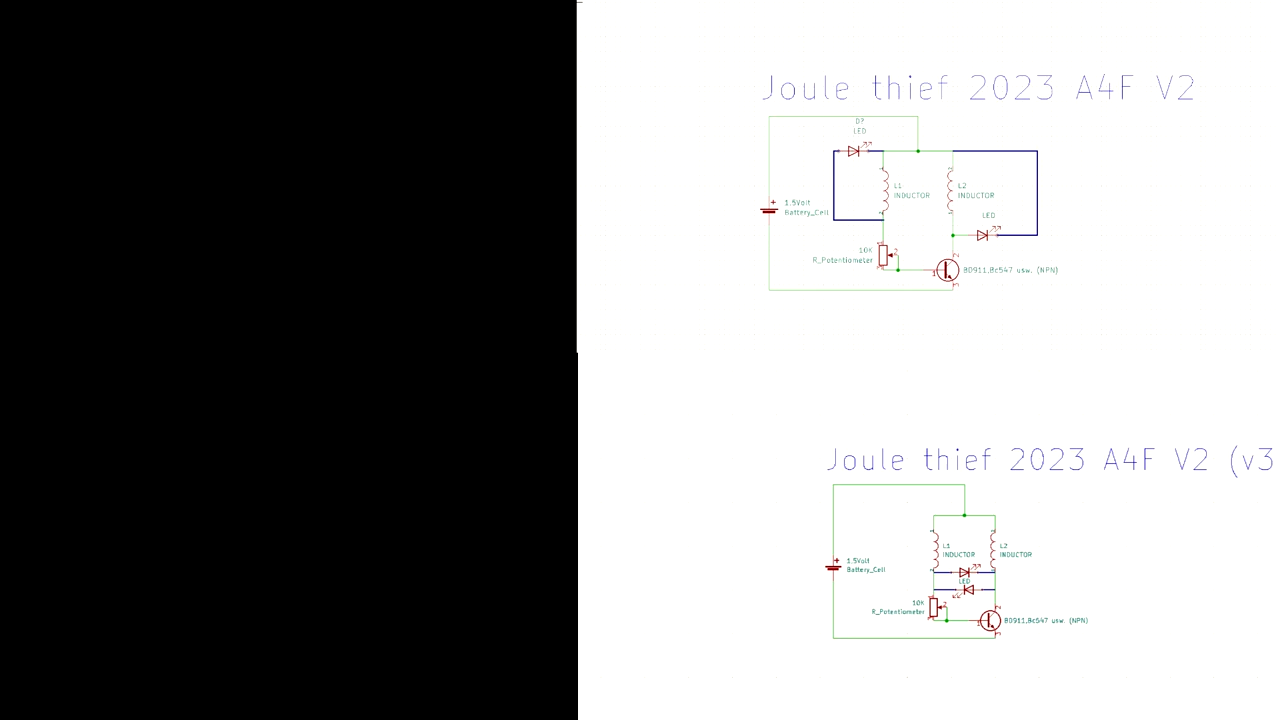 Joule thief 2023 A4F V2
D?
LED
L1
INDUCTOR
L2
INDUCTOR
1.5Volt
Battery_Cell
LED
10K
R_Potentiometer
BD911,Bc547 usw. (NPN)
Joule thief 2023 A4F V2 (v3
L1
INDUCTOR
L2
INDUCTOR
1.5Volt
Battery_Cell
LED
10K
R_Potentiometer
BD911,Bc547 usw. (NPN)